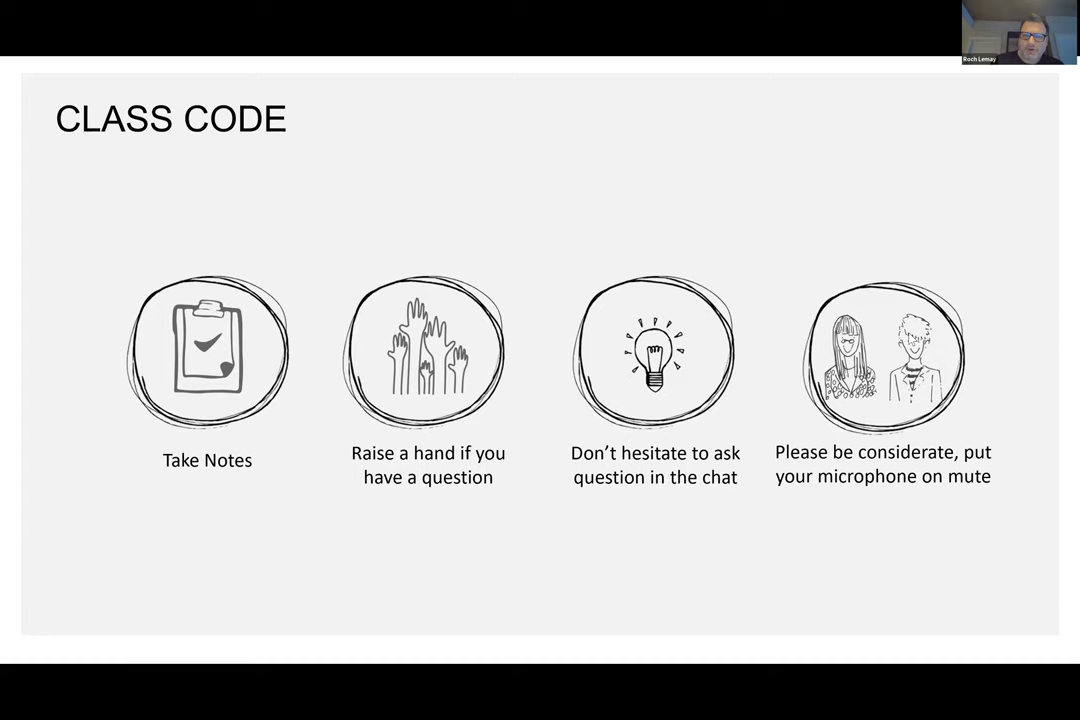 Roch Lemay
CLASS CODE
Take Notes
Raise a hand if you
have a question
Don’t hesitate to ask
question in the chat
Please be considerate, put
your microphone on mute